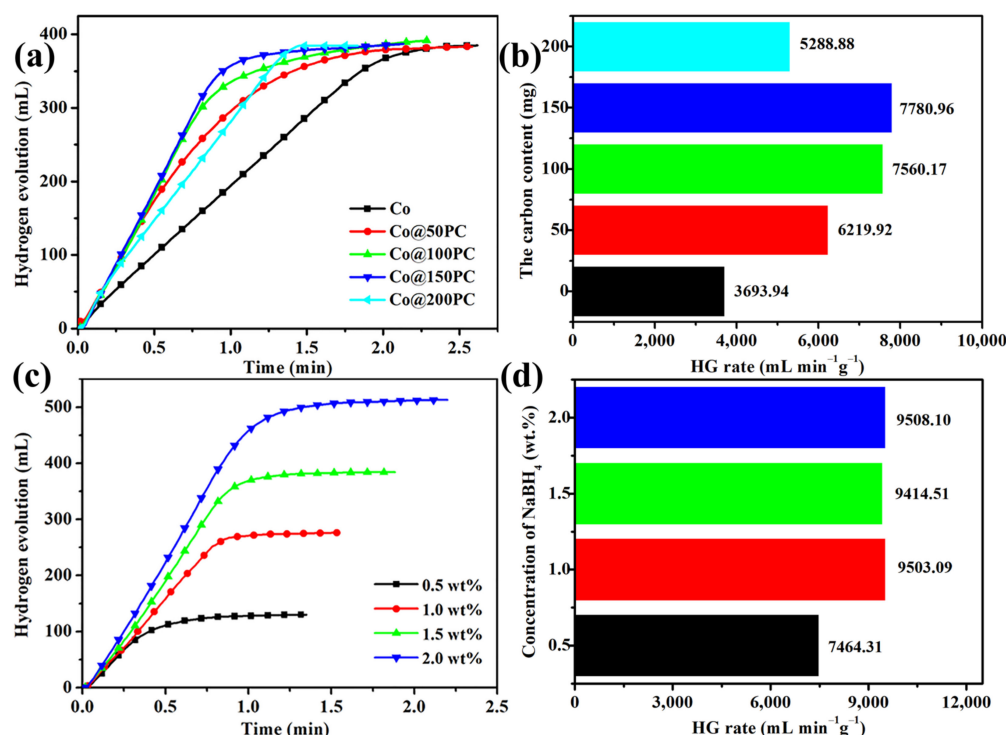 (a)
Hydrogen evolution (mL)
400
300
200
100
0
Co
Co@50PC
Co@100PC
Co@150PC
Co@200PC
0.0 0.5 1.0 1.5 2.0 2.5
Time (min)
(b)
The carbon content (mg)
200
150
100
50
0
5288.88
7780.96
7560.17
6219.92
3693.94
0 2,000 4,000 6,000 8,000 10,000
HG rate (mL min⁻¹g⁻¹)
(c)
Hydrogen evolution (mL)
500
400
300
200
100
0
0.5 wt%
1.0 wt%
1.5 wt%
2.0 wt%
0.0 0.5 1.0 1.5 2.0 2.5
Time (min)
(d)
Concentration of NaBH₄ (wt.%)
2.0
1.5
1.0
0.5
9508.10
9414.51
9503.09
7464.31
0 3,000 6,000 9,000 12,000
HG rate (mL min⁻¹g⁻¹)